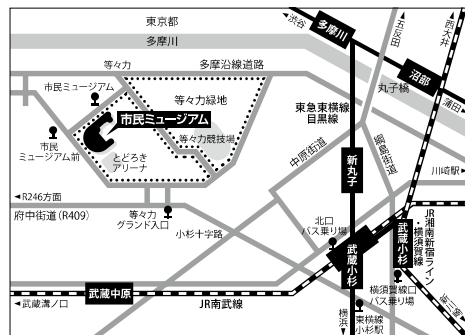 東京都
多摩川
渋谷
多摩川
五反田
西大井
等々力
多摩沿線道路
沼部
蒲田
丸子橋
市民ミュージアム
等々力緑地
東急東横線
目黒線
市民ミュージアム
等々力競技場
市民
ミュージアム前
とどろき
アリーナ
中原街道
綱島街道
新丸子
川崎駅
R246方面
府中街道(R409)
等々力
グランド入口
小杉十字路
北口
バス乗り場
武蔵小杉
武蔵小杉
JR湘南新宿ライン
・横須賀線
武蔵中原
武蔵溝ノ口
JR南武線
横須賀線口
バス乗り場
新川崎
横浜
東横線
小杉駅